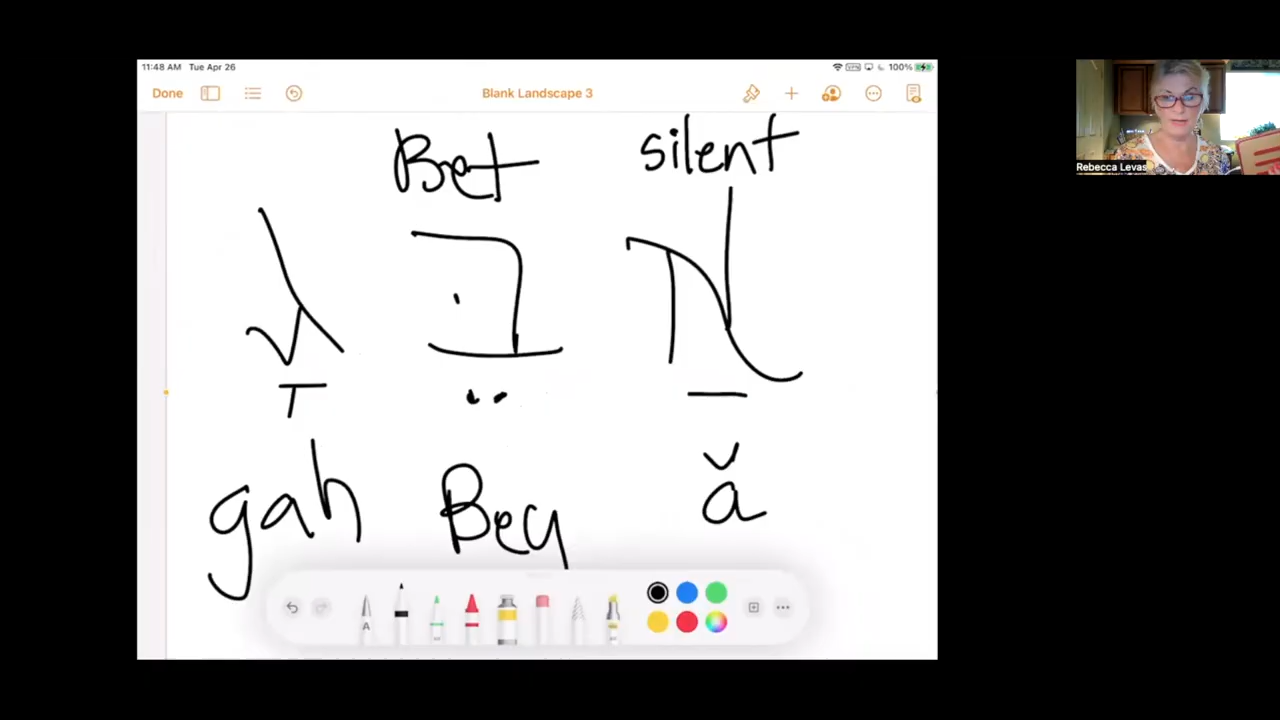 11:48 AM Tue Apr 26
100%
Done
Blank Landscape 3
Rebecca Levas
Bet silent
גָ בֵּ אַ
gah Bey ă